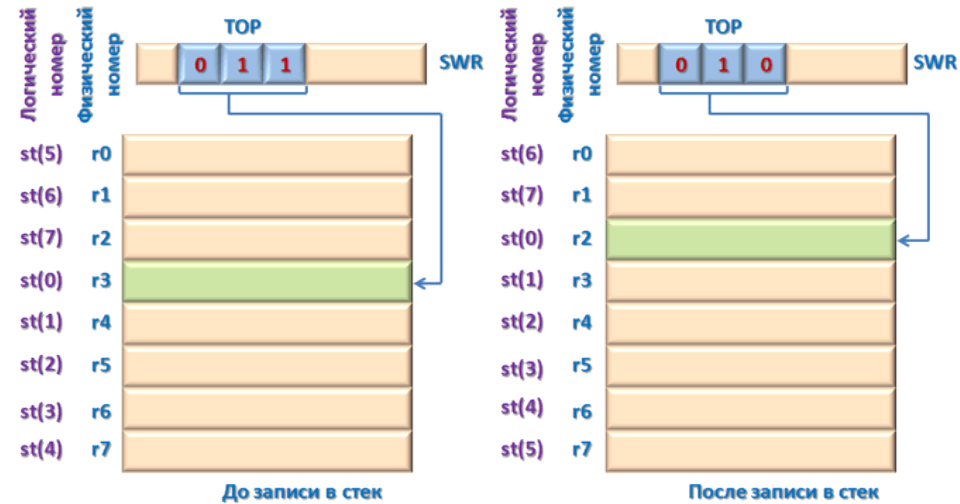 Логический номер
Физический номер
TOP
0 1 1
SWR
st(5) r0
st(6) r1
st(7) r2
st(0) r3
st(1) r4
st(2) r5
st(3) r6
st(4) r7
До записи в стек
Логический номер
Физический номер
TOP
0 1 0
SWR
st(6) r0
st(7) r1
st(0) r2
st(1) r3
st(2) r4
st(3) r5
st(4) r6
st(5) r7
После записи в стек